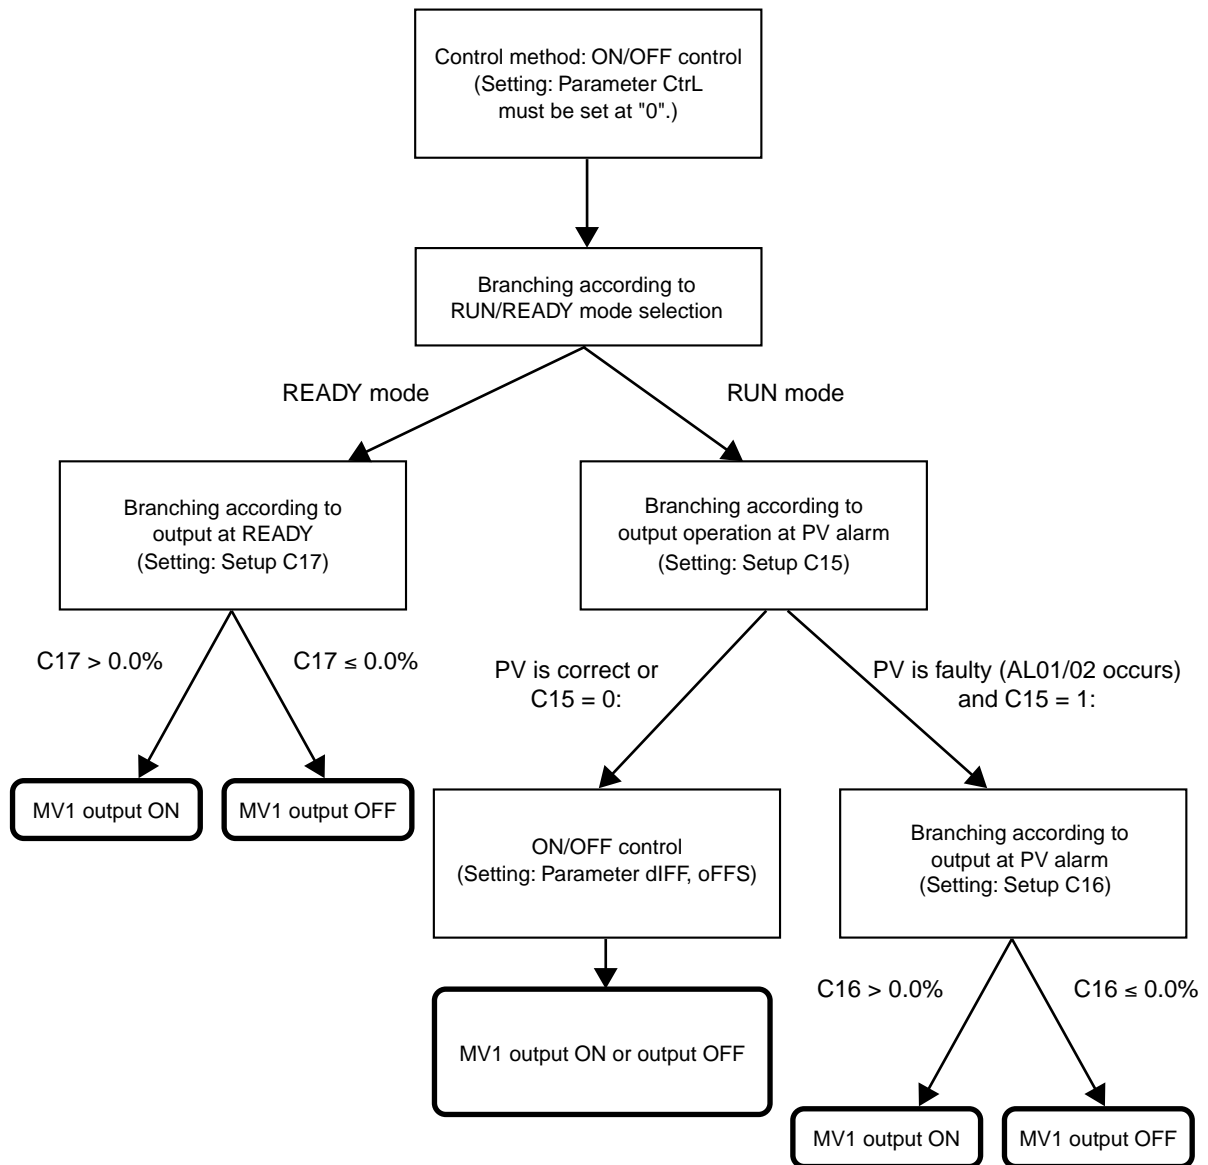 Control method: ON/OFF control
(Setting: Parameter CtrL
must be set at "0".)
Branching according to
RUN/READY mode selection
READY mode
RUN mode
Branching according to
output at READY
(Setting: Setup C17)
Branching according to
output operation at PV alarm
(Setting: Setup C15)
C17 > 0.0%
C17 ≤ 0.0%
PV is correct or
C15 = 0:
PV is faulty (AL01/02 occurs)
and C15 = 1:
MV1 output ON
MV1 output OFF
ON/OFF control
(Setting: Parameter dIFF, oFFS)
Branching according to
output at PV alarm
(Setting: Setup C16)
C16 > 0.0%
C16 ≤ 0.0%
MV1 output ON or output OFF
MV1 output ON
MV1 output OFF